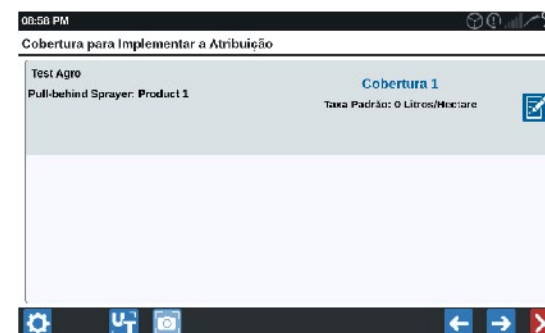 08:58 PM
Cobertura para Implementar a Atribuição
Test Agro
Pull-behind Sprayer: Product 1
Cobertura 1
Taxa Padrão: 0 Litros/Hectare
UT